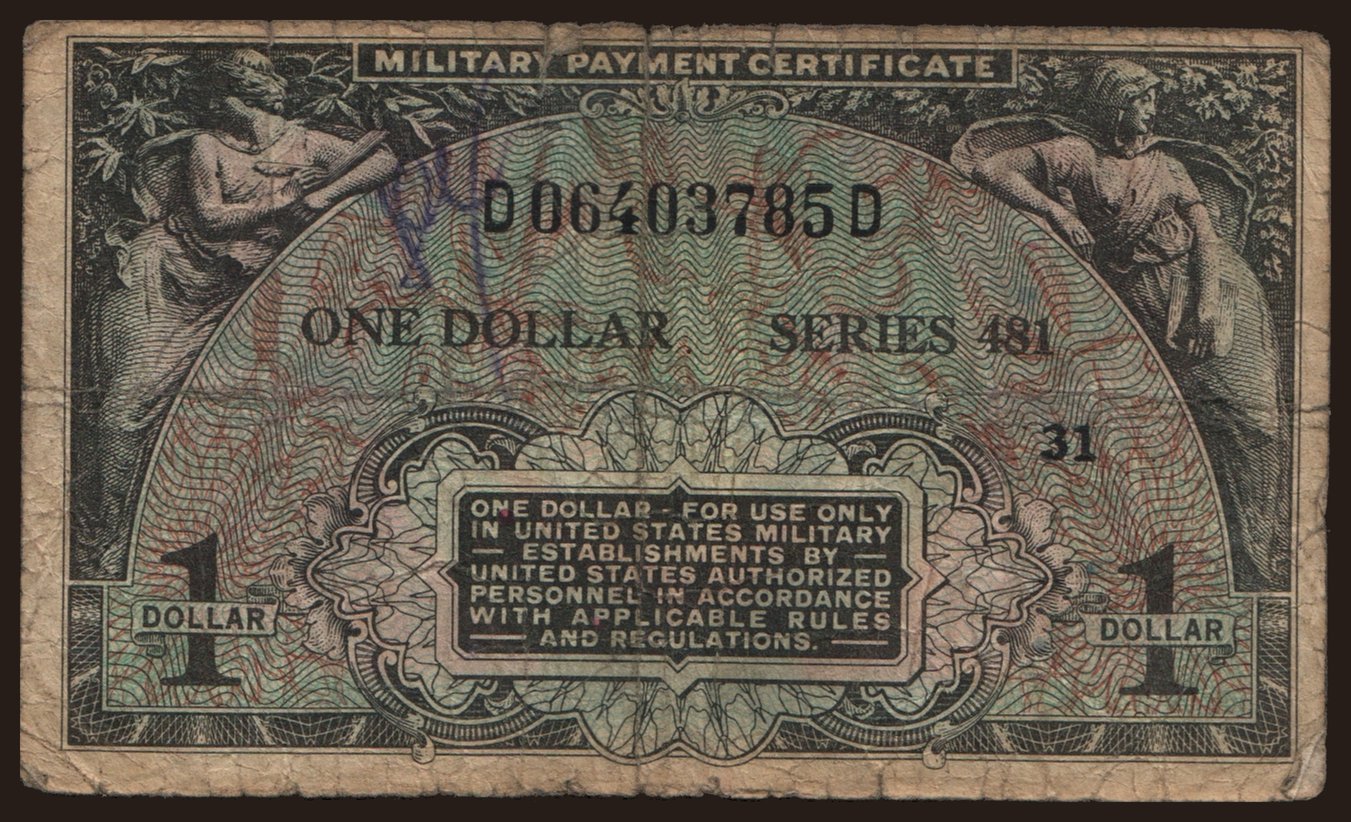 MILITARY PAYMENT CERTIFICATE
D06403785D
ONE DOLLAR SERIES 481
31
ONE DOLLAR - FOR USE ONLY
IN UNITED STATES MILITARY
— ESTABLISHMENTS BY —
UNITED STATES AUTHORIZED
PERSONNEL IN ACCORDANCE
WITH APPLICABLE RULES
— AND REGULATIONS. —
1
DOLLAR
1
DOLLAR